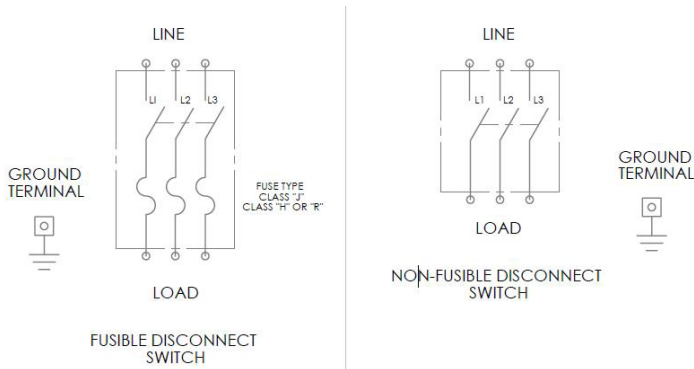 LINE
L1 L2 L3
GROUND
TERMINAL
FUSE TYPE
CLASS "J"
CLASS "H" OR "R"
LOAD
FUSIBLE DISCONNECT
SWITCH
LINE
L1 L2 L3
GROUND
TERMINAL
LOAD
NON-FUSIBLE DISCONNECT
SWITCH